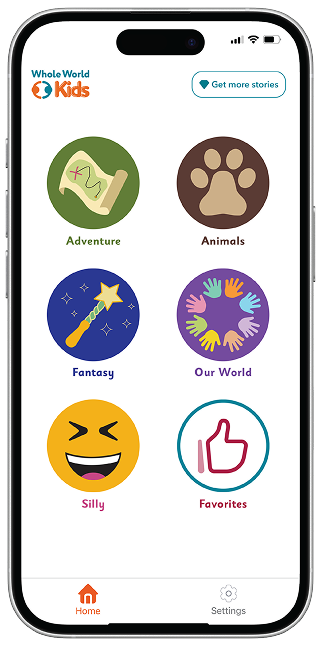 Whole World
Kids
Get more stories
Adventure
Animals
Fantasy
Our World
Silly
Favorites
Home
Settings